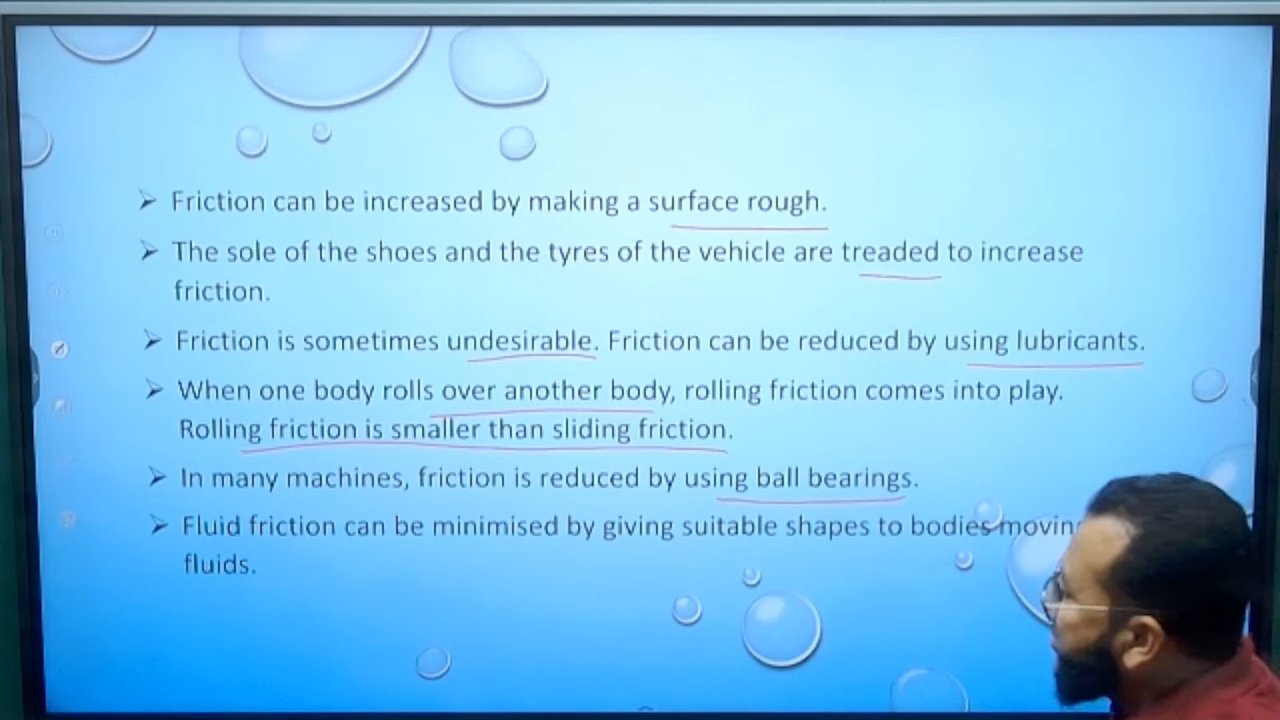 ➢ Friction can be increased by making a surface rough.
➢ The sole of the shoes and the tyres of the vehicle are treaded to increase
friction.
➢ Friction is sometimes undesirable. Friction can be reduced by using lubricants.
➢ When one body rolls over another body, rolling friction comes into play.
Rolling friction is smaller than sliding friction.
➢ In many machines, friction is reduced by using ball bearings.
➢ Fluid friction can be minimised by giving suitable shapes to bodies
fluids.